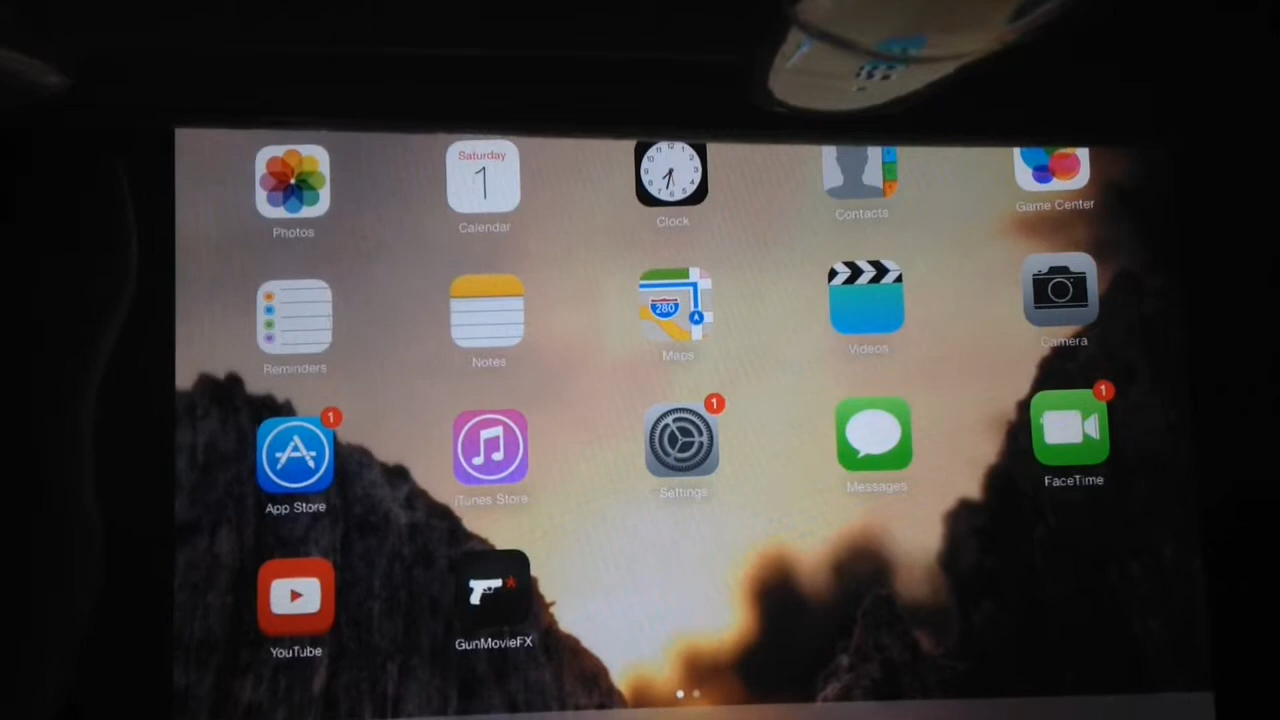 Saturday
1
Photos
Calendar
Clock
Contacts
Game Center
280
A
Reminders
Notes
Maps
Videos
Camera
1
1
1
App Store
iTunes Store
Settings
Messages
FaceTime
YouTube
GunMovieFX